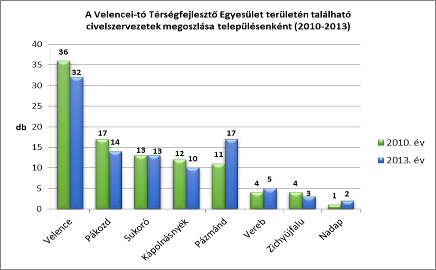 A Velencei-tó Térségfejlesztő Egyesület területén található
civelszervezetek megoszlása településenként (2010-2013)
40
35
30
25
20
15
10
5
0
db
36
32
17
14
13
13
12
10
11
17
4
5
4
3
1
2
Velence
Pákozd
Sukoró
Kápolnásnyék
Pázmánd
Vereb
Zichyújfalu
Nadap
2010. év
2013. év